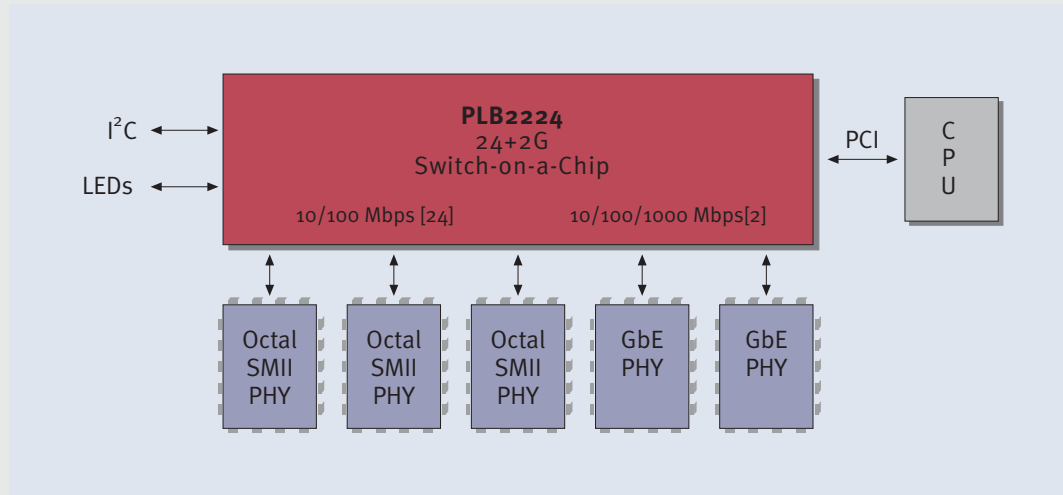 PLB2224
24+2G
Switch-on-a-Chip
I²C
LEDs
10/100 Mbps [24]
10/100/1000 Mbps[2]
PCI
C
P
U
Octal
SMII
PHY
Octal
SMII
PHY
Octal
SMII
PHY
GbE
PHY
GbE
PHY